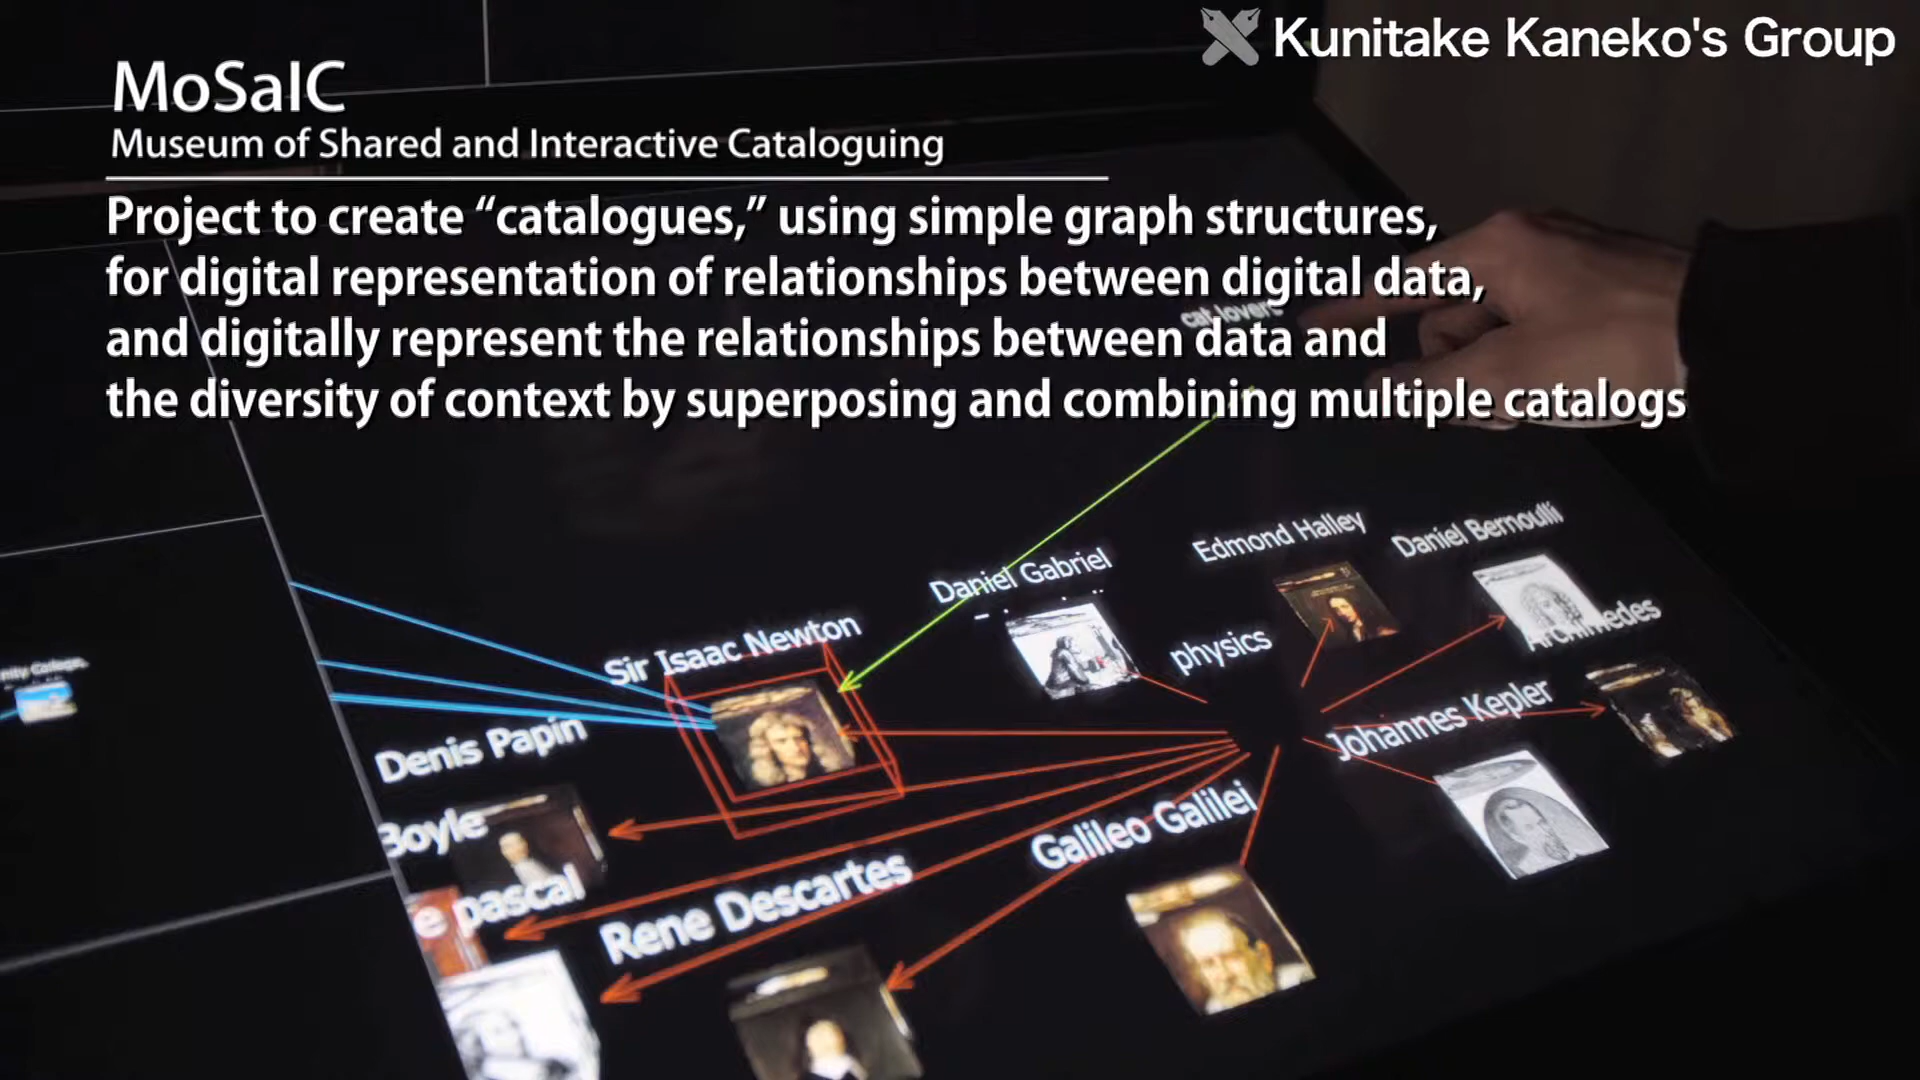 Kunitake Kaneko's Group
MoSaIC
Museum of Shared and Interactive Cataloguing
Project to create “catalogues,” using simple graph structures,
for digital representation of relationships between digital data,
and digitally represent the relationships between data and
the diversity of context by superposing and combining multiple catalogs
cat lovers
Edmond Halley
Daniel Bernoulli
Daniel Gabriel
Archimedes
physics
Sir Isaac Newton
Johannes Kepler
Denis Papin
Galileo Galilei
Boyle
e pascal
Rene Descartes